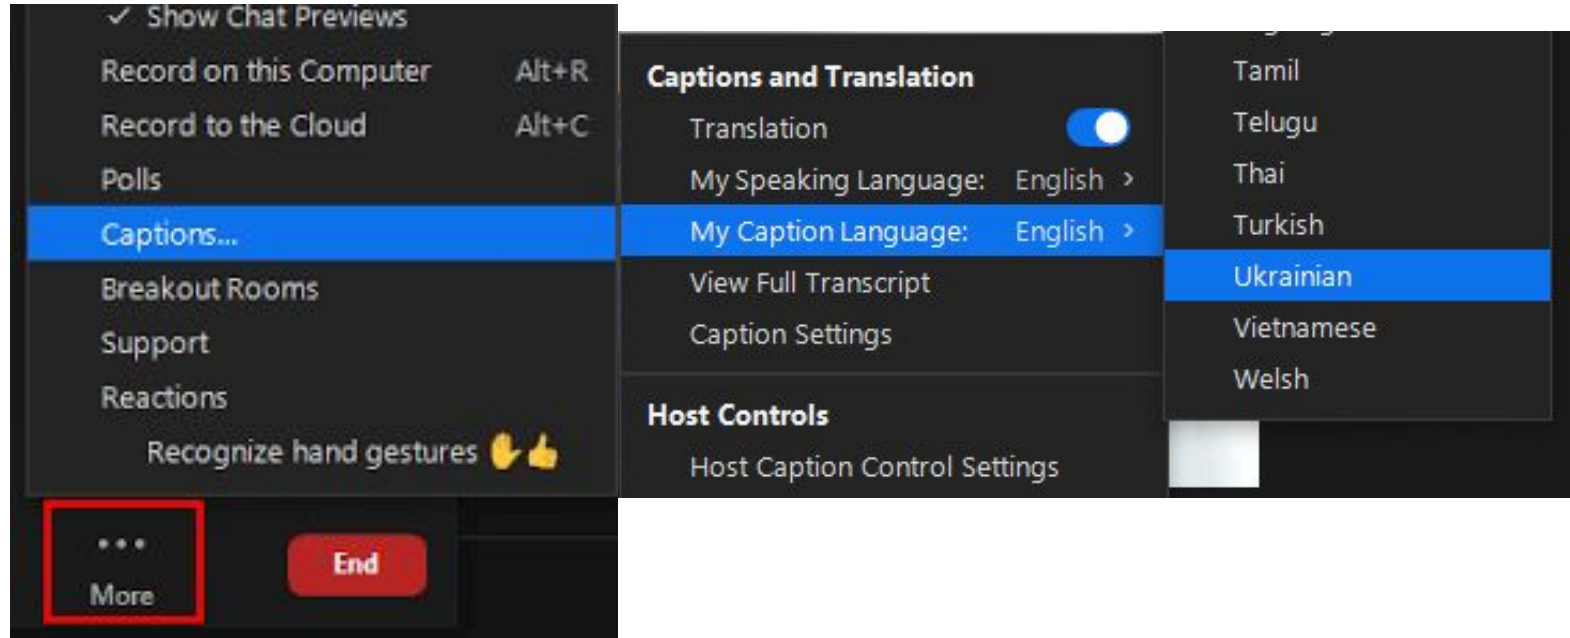 ✓ Show Chat Previews
Record on this Computer Alt+R
Record to the Cloud Alt+C
Polls
Captions...
Breakout Rooms
Support
Reactions
Recognize hand gestures ✋👍
More
End
Captions and Translation
Translation
My Speaking Language: English >
My Caption Language: English >
View Full Transcript
Caption Settings
Host Controls
Host Caption Control Settings
Tamil
Telugu
Thai
Turkish
Ukrainian
Vietnamese
Welsh